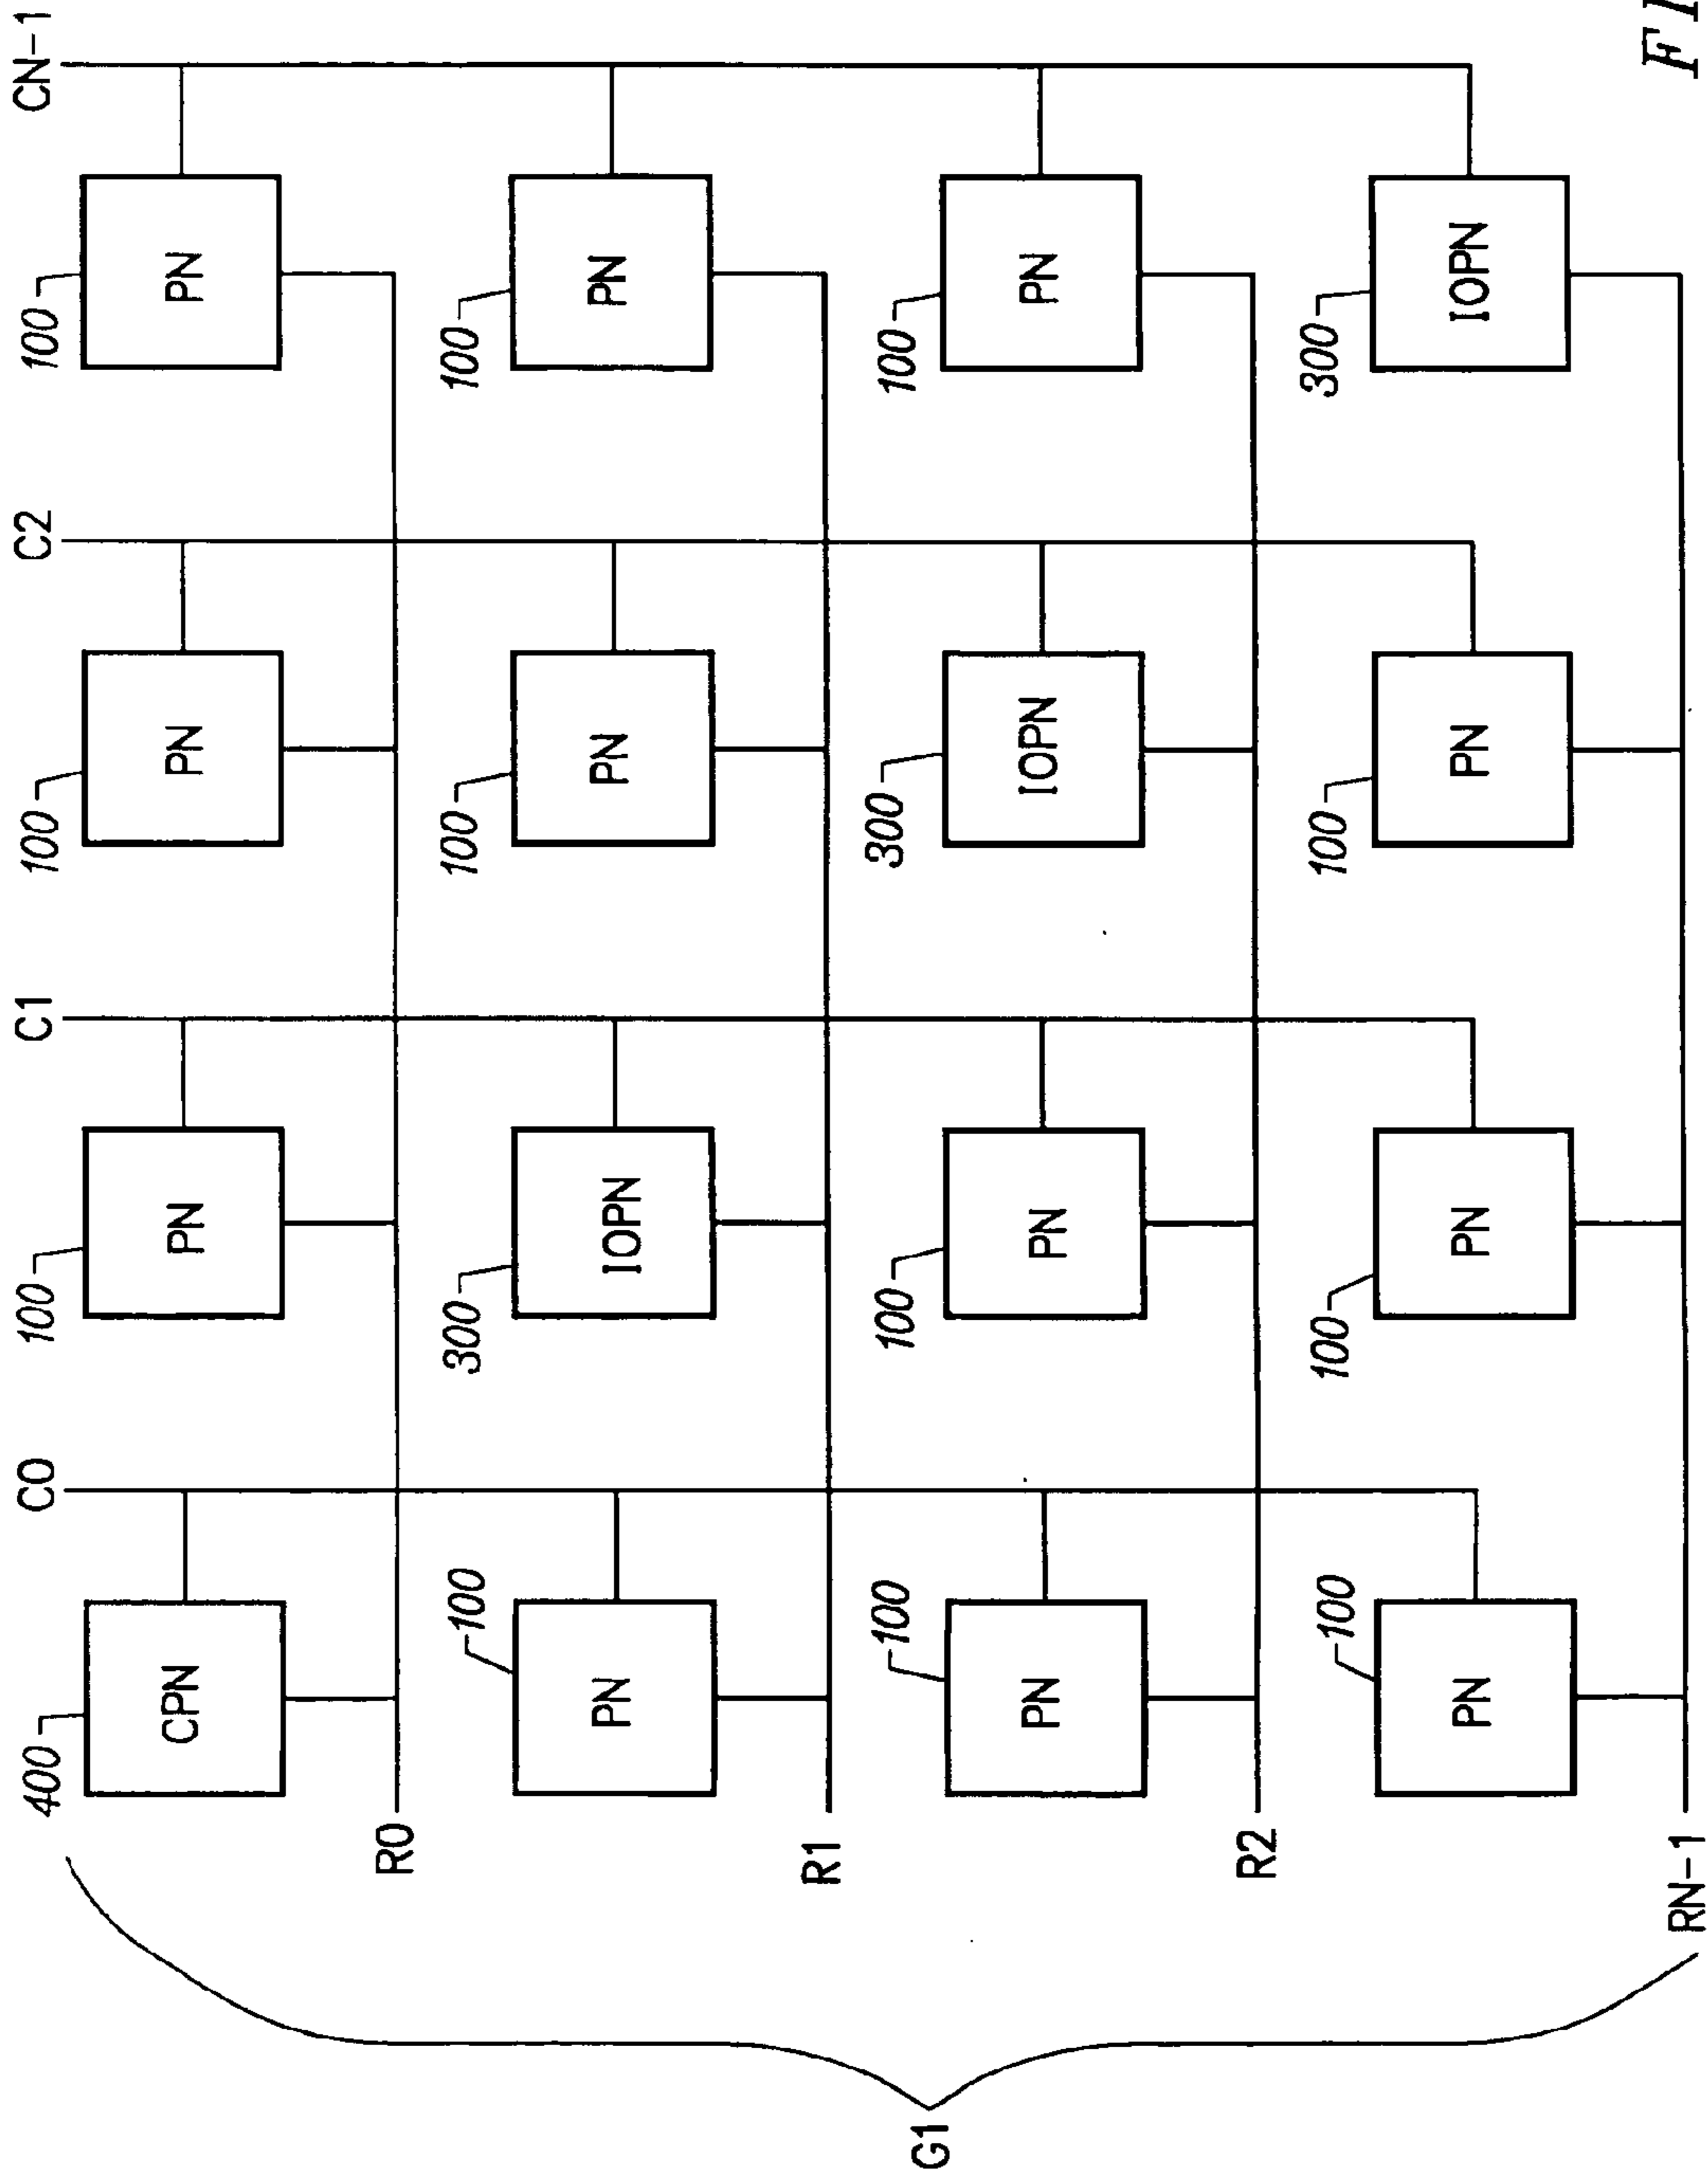 400 C0 100 C1 100 C2 100 CN-1
CPN PN PN PN
R0
100 300 100 100
PN IOPN PN PN
R1
100 100 300 100
G1
PN PN IOPN PN
R2
100 100 100 300
PN PN PN IOPN
RN-1
FI